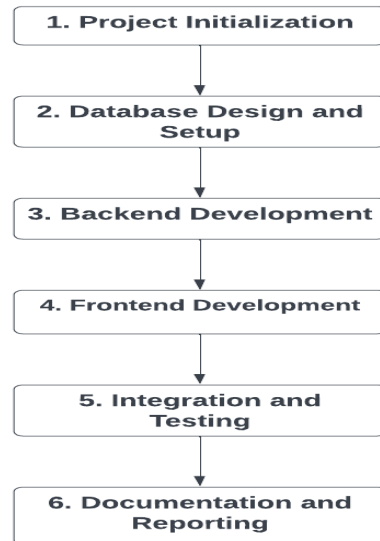 1. Project Initialization
2. Database Design and
Setup
3. Backend Development
4. Frontend Development
5. Integration and
Testing
6. Documentation and
Reporting